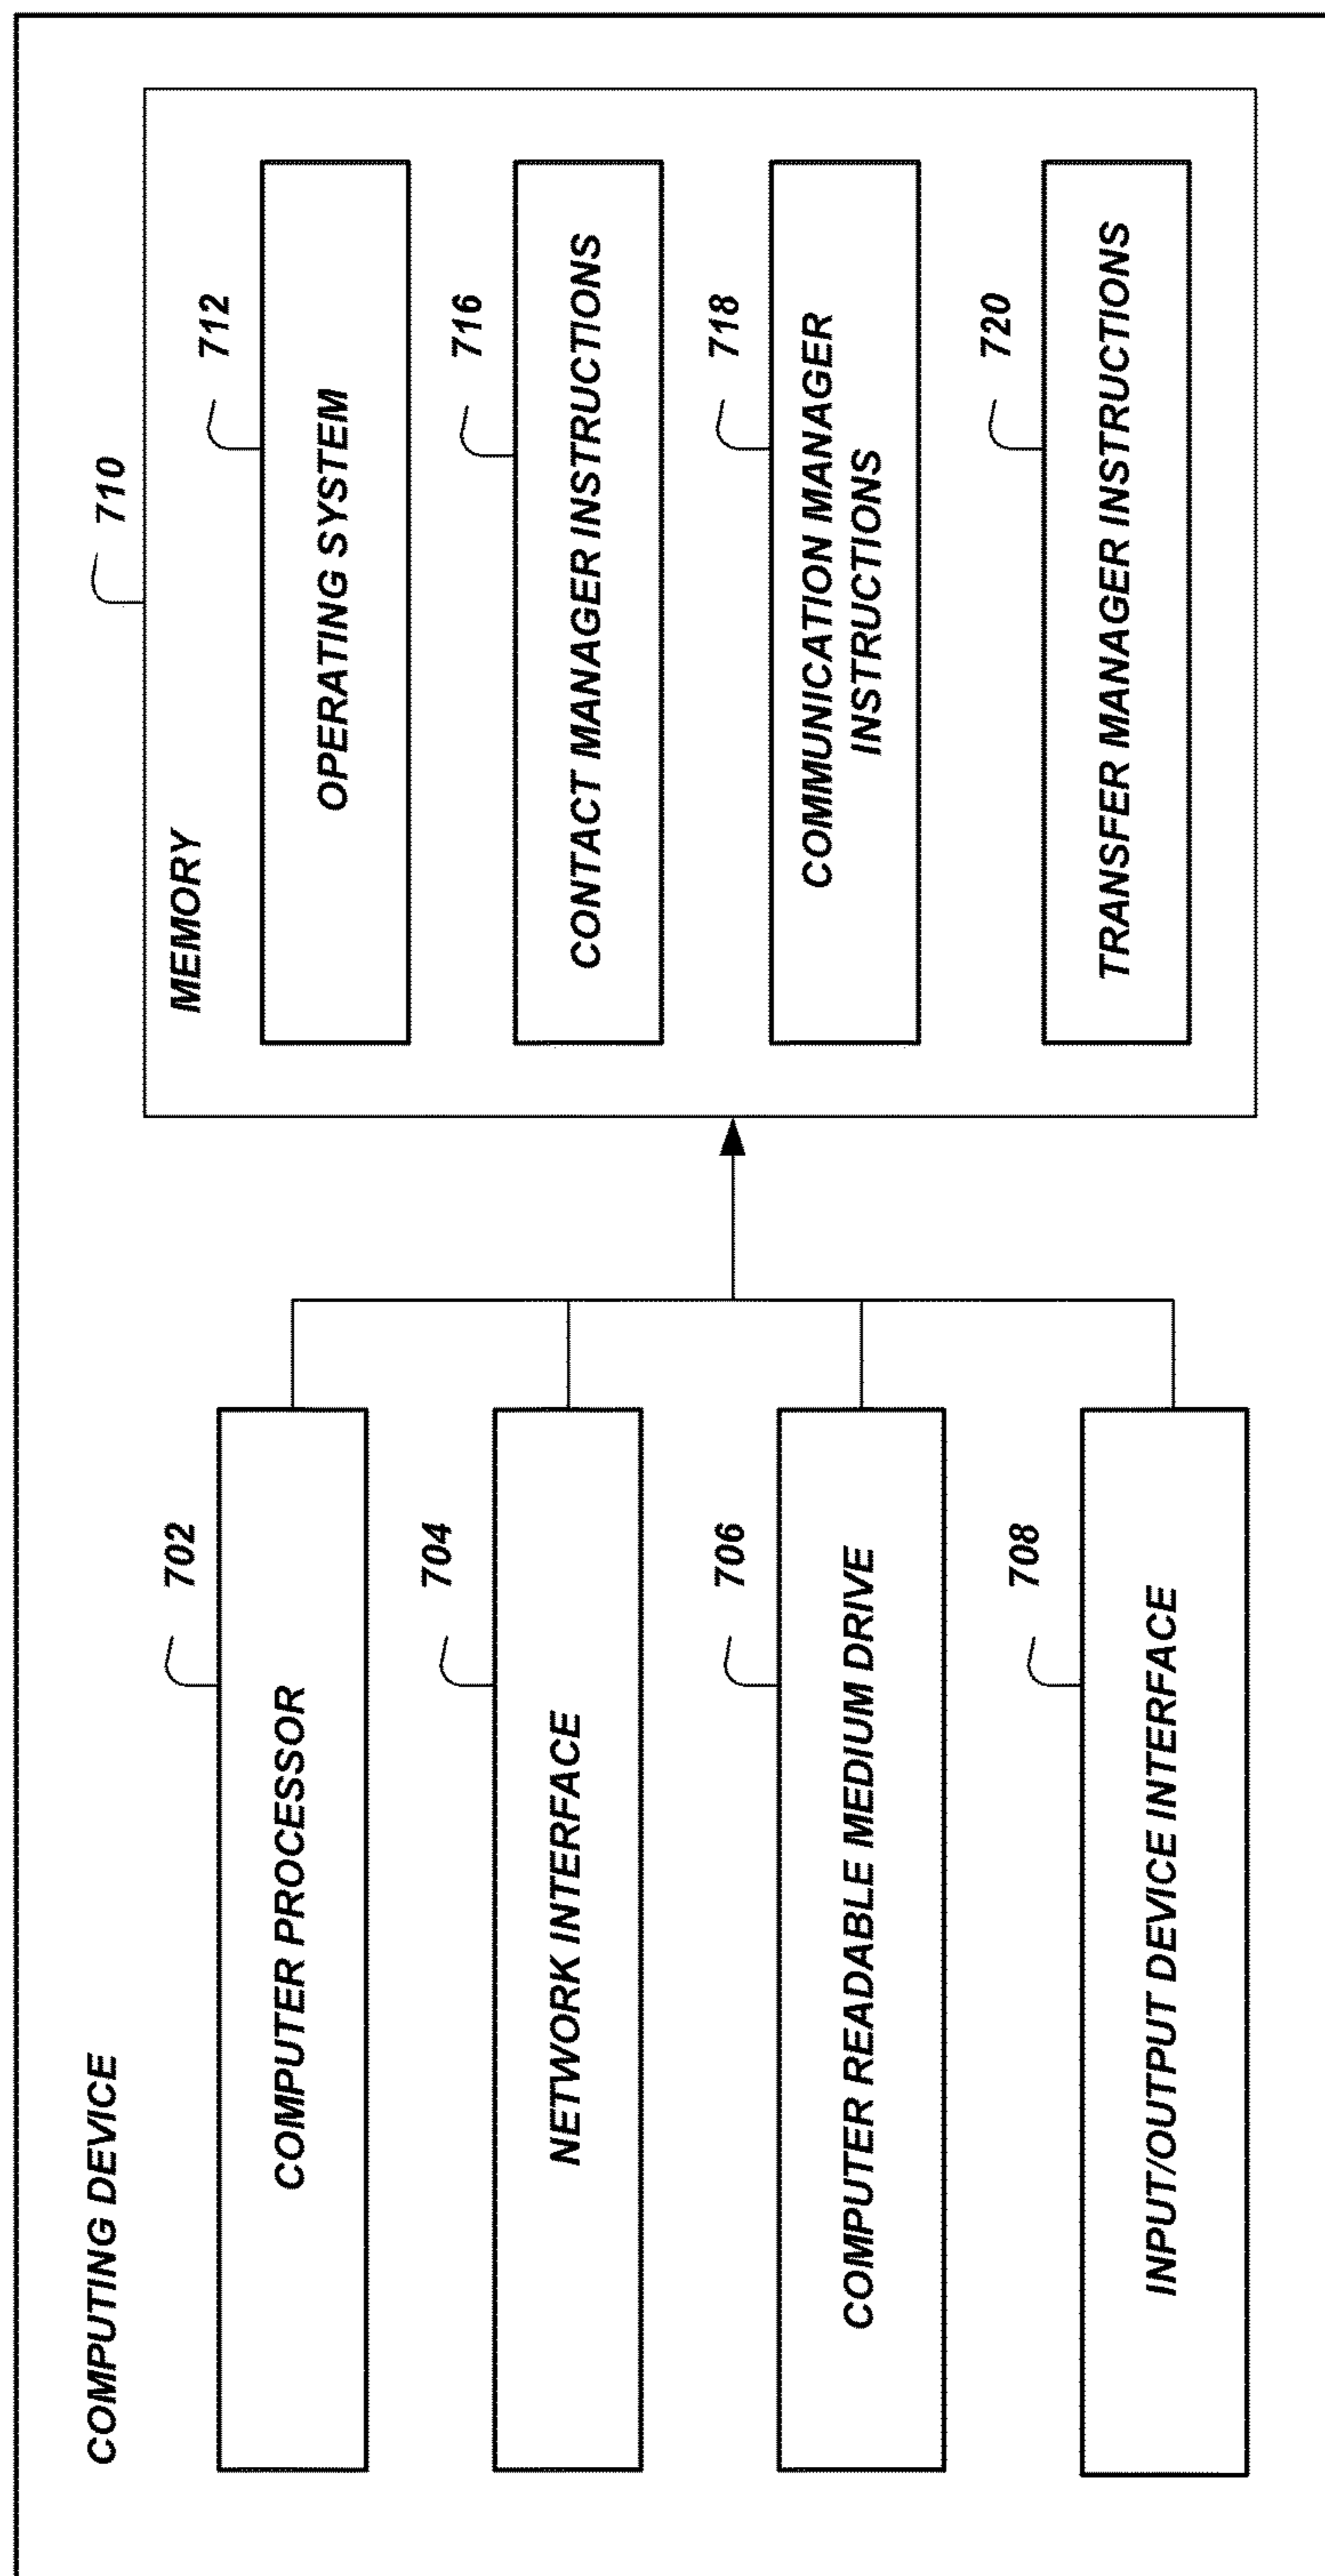 COMPUTING DEVICE
702
COMPUTER PROCESSOR
704
NETWORK INTERFACE
706
COMPUTER READABLE MEDIUM DRIVE
708
INPUT/OUTPUT DEVICE INTERFACE
710
MEMORY
712
OPERATING SYSTEM
716
CONTACT MANAGER INSTRUCTIONS
718
COMMUNICATION MANAGER
INSTRUCTIONS
720
TRANSFER MANAGER INSTRUCTIONS